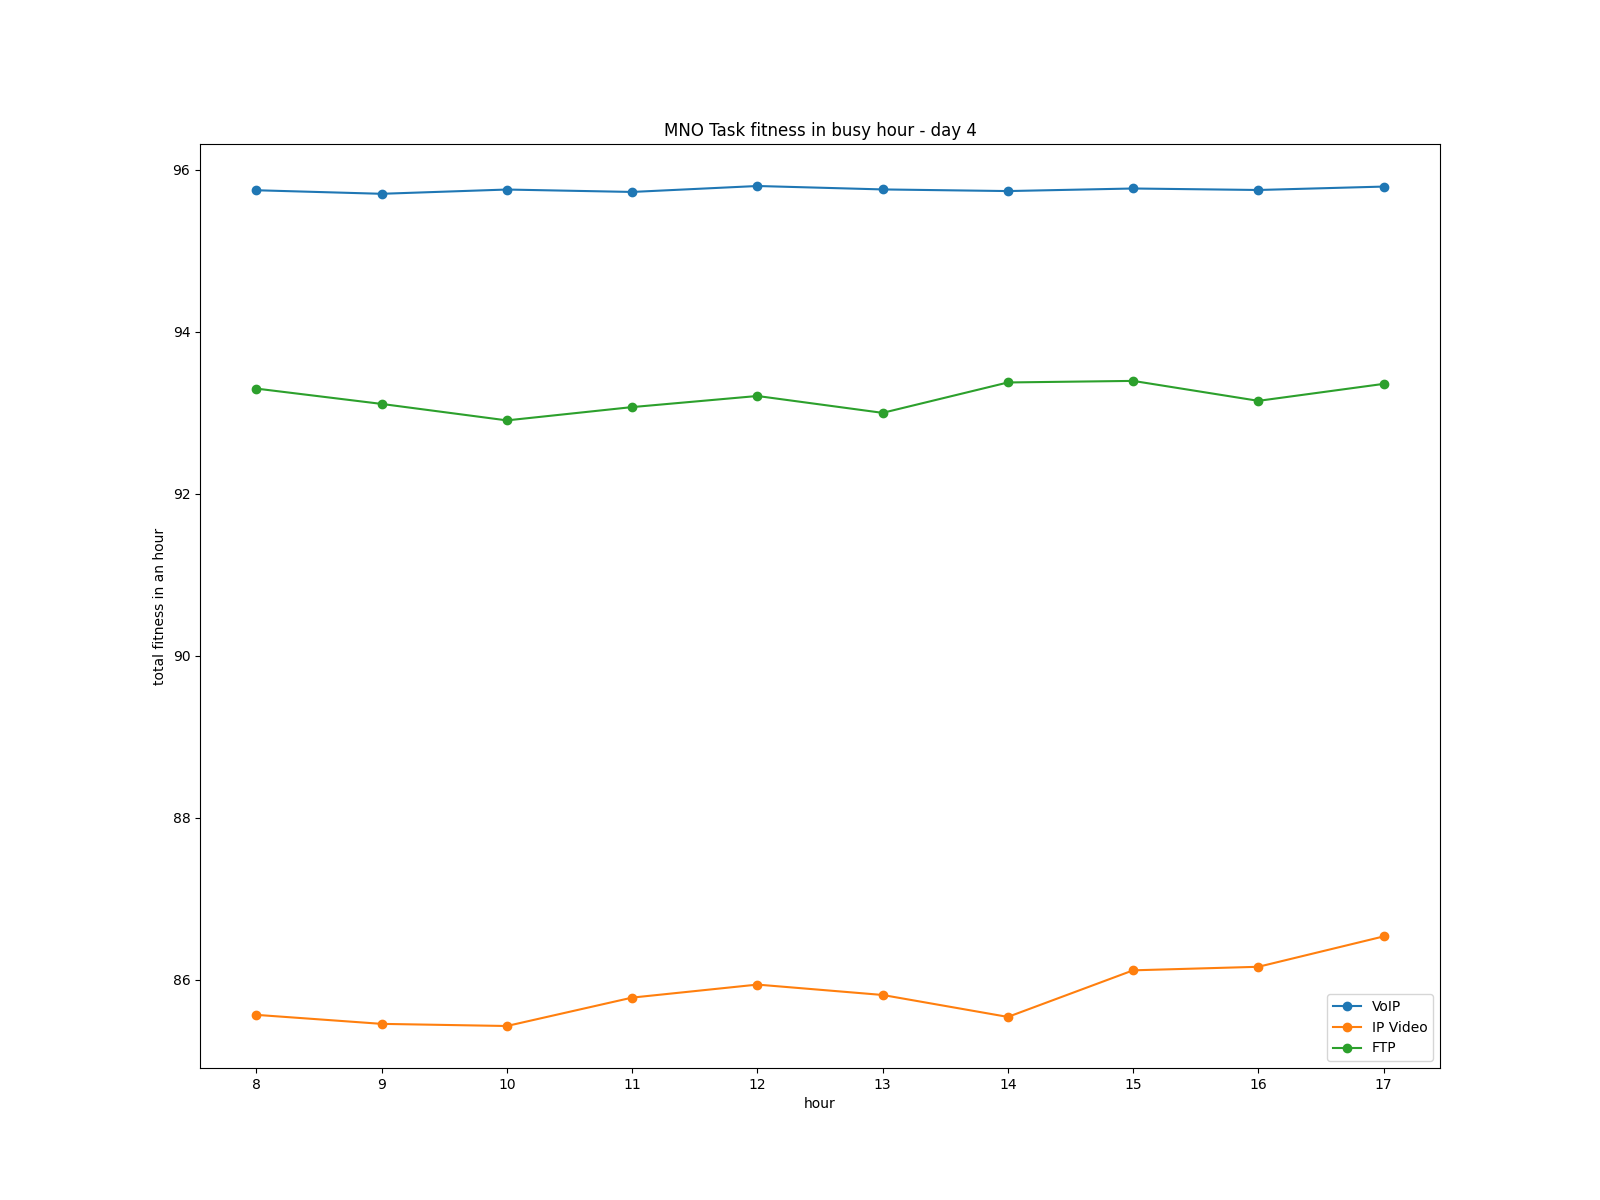 MNO Task fitness in busy hour - day 4
total fitness in an hour
96
94
92
90
88
86
8 9 10 11 12 13 14 15 16 17
hour
VoIP
IP Video
FTP